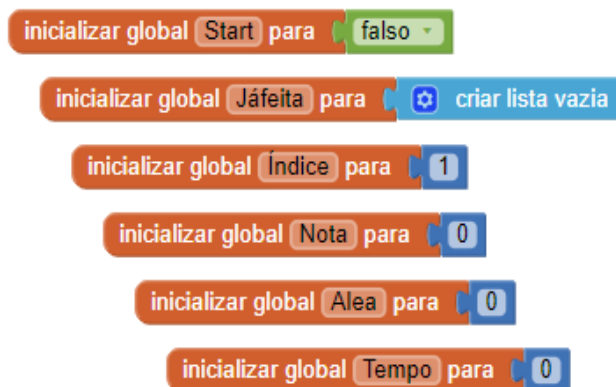 inicializar global Start para falso
inicializar global Jáfeita para criar lista vazia
inicializar global Índice para 1
inicializar global Nota para 0
inicializar global Alea para 0
inicializar global Tempo para 0